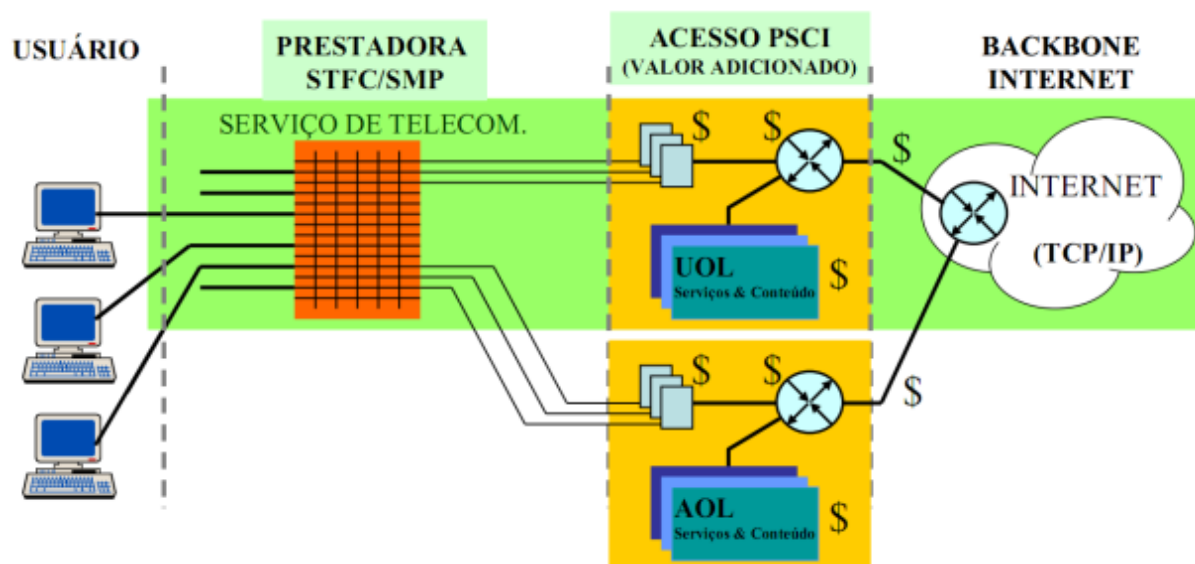 USUÁRIO
PRESTADORA
STFC/SMP
ACESSO PSCI
(VALOR ADICIONADO)
BACKBONE
INTERNET
SERVIÇO DE TELECOM.
$
$
$
INTERNET
(TCP/IP)
UOL
Serviços & Conteúdo
$
$
$
$
AOL
Serviços & Conteúdo
$